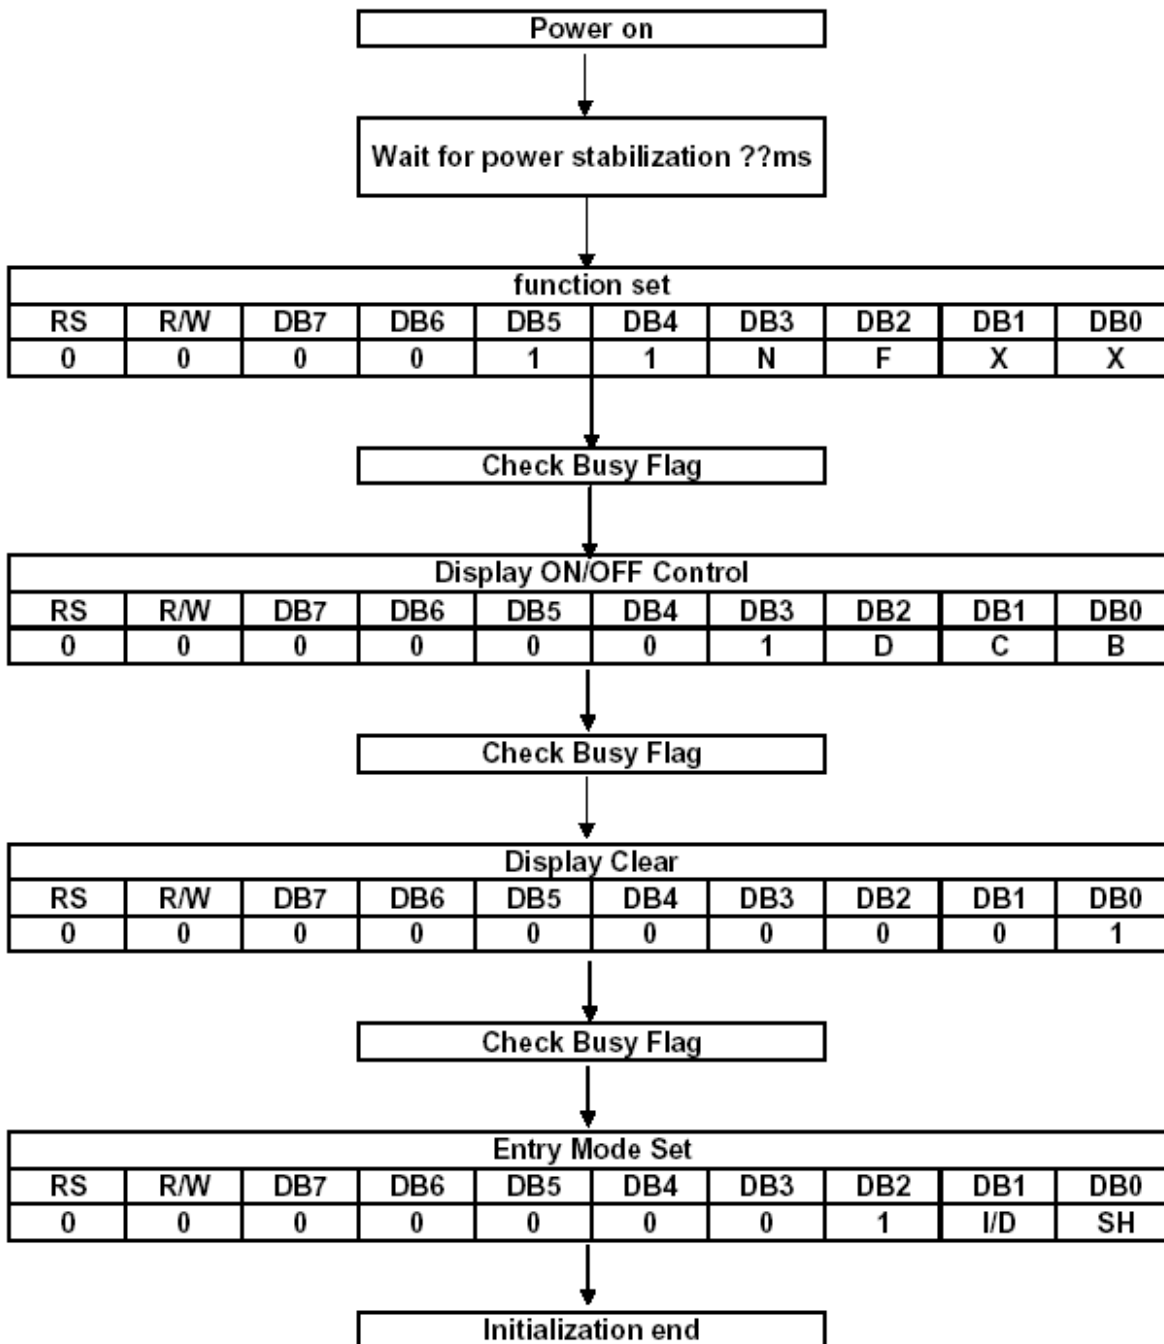 Power on
Wait for power stabilization ??ms
function set
RS R/W DB7 DB6 DB5 DB4 DB3 DB2 DB1 DB0
0 0 0 0 1 1 N F X X
Check Busy Flag
Display ON/OFF Control
RS R/W DB7 DB6 DB5 DB4 DB3 DB2 DB1 DB0
0 0 0 0 0 0 1 D C B
Check Busy Flag
Display Clear
RS R/W DB7 DB6 DB5 DB4 DB3 DB2 DB1 DB0
0 0 0 0 0 0 0 0 0 1
Check Busy Flag
Entry Mode Set
RS R/W DB7 DB6 DB5 DB4 DB3 DB2 DB1 DB0
0 0 0 0 0 0 0 1 I/D SH
Initialization end